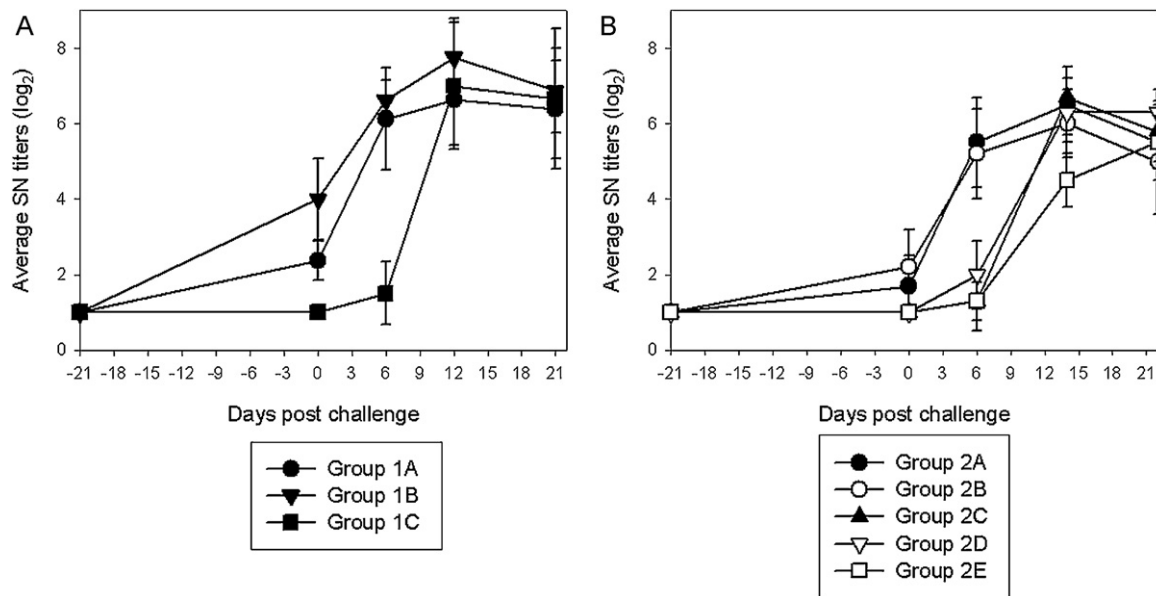 A
Average SN titers (log2)
8
6
4
2
0
-21 -18 -15 -12 -9 -6 -3 0 3 6 9 12 15 18 21
Days post challenge
Group 1A
Group 1B
Group 1C
B
Average SN titers (log2)
8
6
4
2
0
-21 -18 -15 -12 -9 -6 -3 0 3 6 9 12 15 18 21
Days post challenge
Group 2A
Group 2B
Group 2C
Group 2D
Group 2E